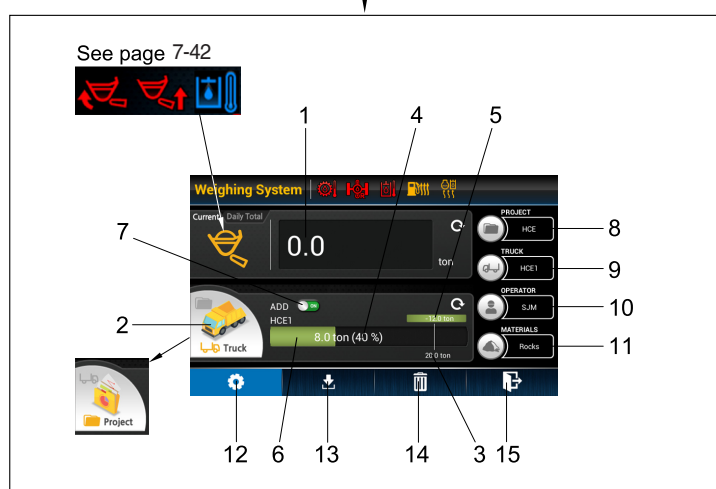 See page 7-42
1
4
5
Weighing System
Current
Daily Total
0.0
ton
PROJECT
HCE
8
TRUCK
HCE1
9
OPERATOR
SJM
10
MATERIALS
Rocks
11
7
ADD ON
HCE1
-12.0 ton
8.0 ton (40 %)
20.0 ton
2
Truck
Project
12
6
13
14
3
15